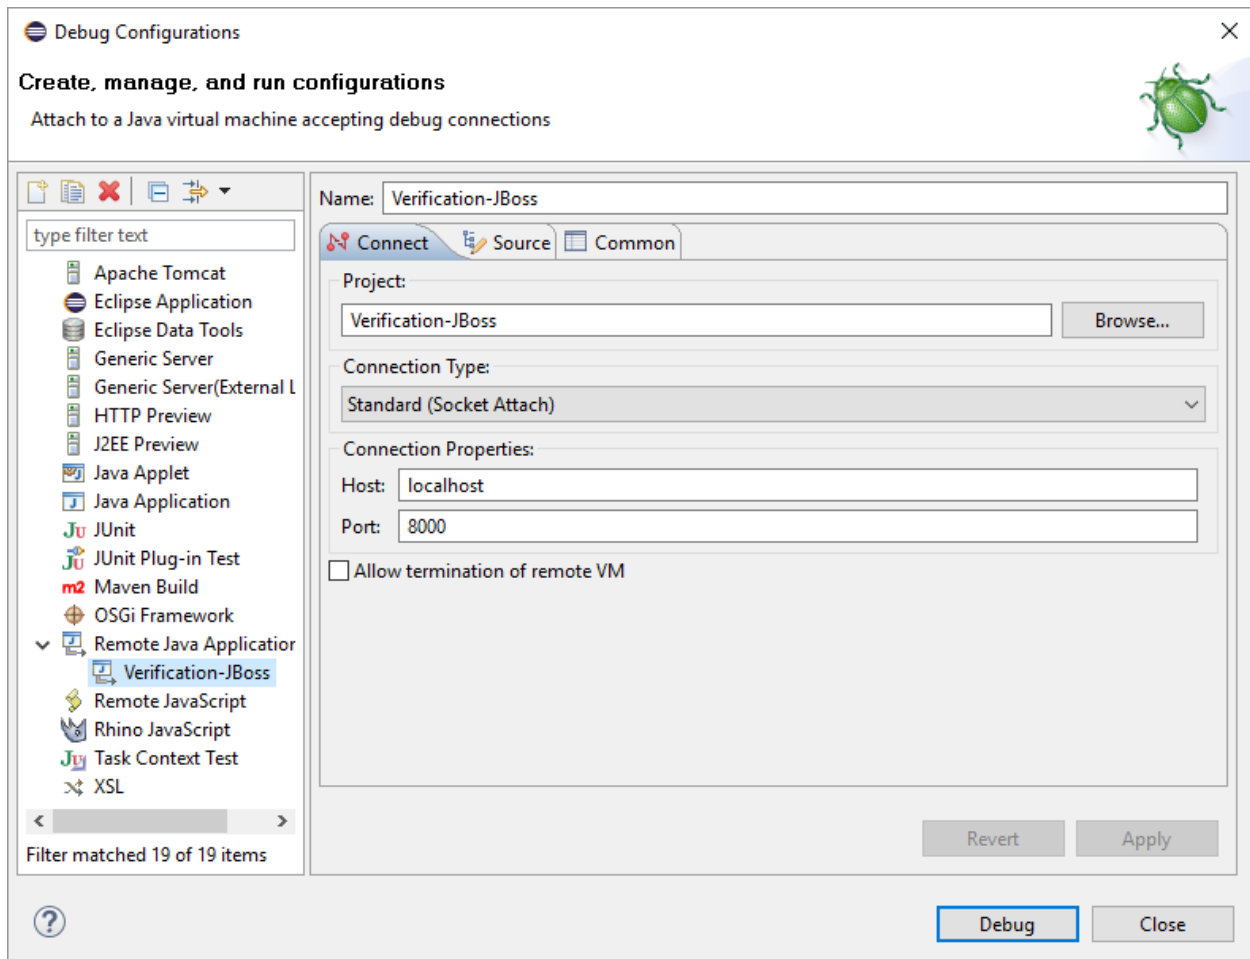 Debug Configurations
Create, manage, and run configurations
Attach to a Java virtual machine accepting debug connections
type filter text
Apache Tomcat
Eclipse Application
Eclipse Data Tools
Generic Server
Generic Server(External L
HTTP Preview
J2EE Preview
Java Applet
Java Application
JUnit
JUnit Plug-in Test
m2 Maven Build
OSGi Framework
Remote Java Application
Verification-JBoss
Remote JavaScript
Rhino JavaScript
Task Context Test
XSL
Filter matched 19 of 19 items
Name: Verification-JBoss
Connect Source Common
Project:
Verification-JBoss Browse...
Connection Type:
Standard (Socket Attach)
Connection Properties:
Host: localhost
Port: 8000
Allow termination of remote VM
Revert Apply
Debug Close